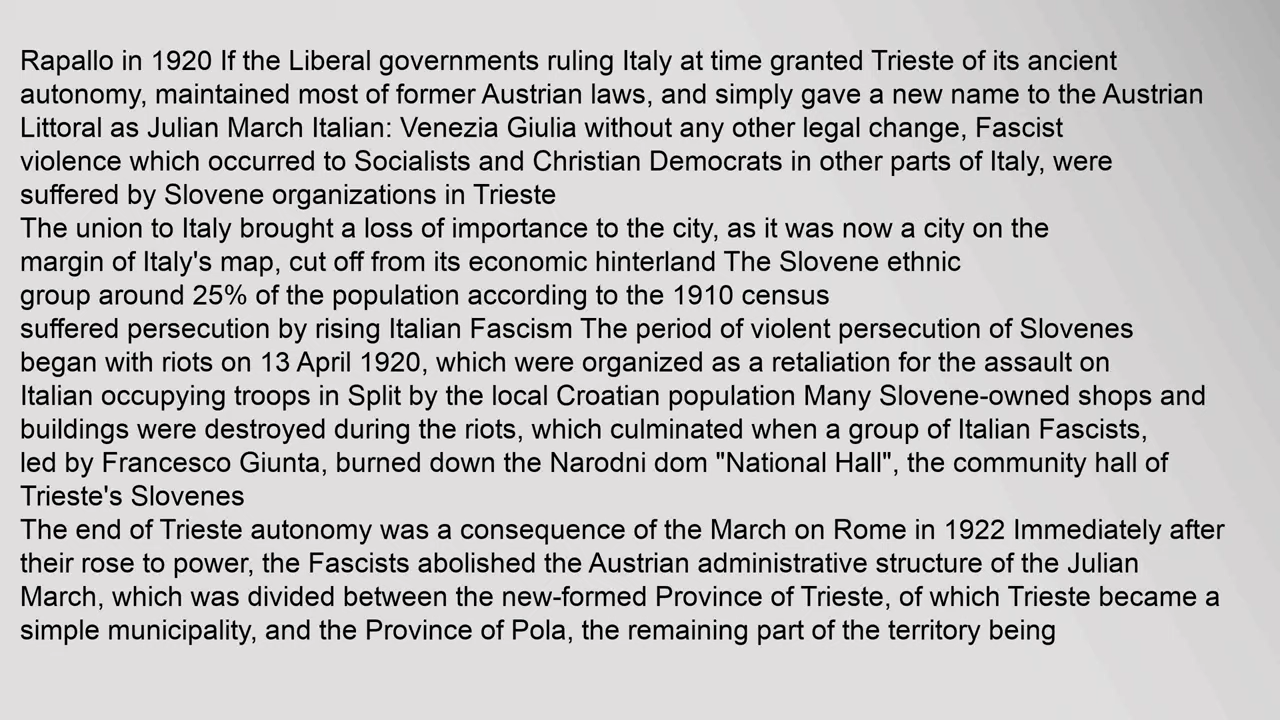 Rapallo in 1920 If the Liberal governments ruling Italy at time granted Trieste of its ancient
autonomy, maintained most of former Austrian laws, and simply gave a new name to the Austrian
Littoral as Julian March Italian: Venezia Giulia without any other legal change, Fascist
violence which occurred to Socialists and Christian Democrats in other parts of Italy, were
suffered by Slovene organizations in Trieste
The union to Italy brought a loss of importance to the city, as it was now a city on the
margin of Italy's map, cut off from its economic hinterland The Slovene ethnic
group around 25% of the population according to the 1910 census
suffered persecution by rising Italian Fascism The period of violent persecution of Slovenes
began with riots on 13 April 1920, which were organized as a retaliation for the assault on
Italian occupying troops in Split by the local Croatian population Many Slovene-owned shops and
buildings were destroyed during the riots, which culminated when a group of Italian Fascists,
led by Francesco Giunta, burned down the Narodni dom "National Hall", the community hall of
Trieste's Slovenes
The end of Trieste autonomy was a consequence of the March on Rome in 1922 Immediately after
their rose to power, the Fascists abolished the Austrian administrative structure of the Julian
March, which was divided between the new-formed Province of Trieste, of which Trieste became a
simple municipality, and the Province of Pola, the remaining part of the territory being